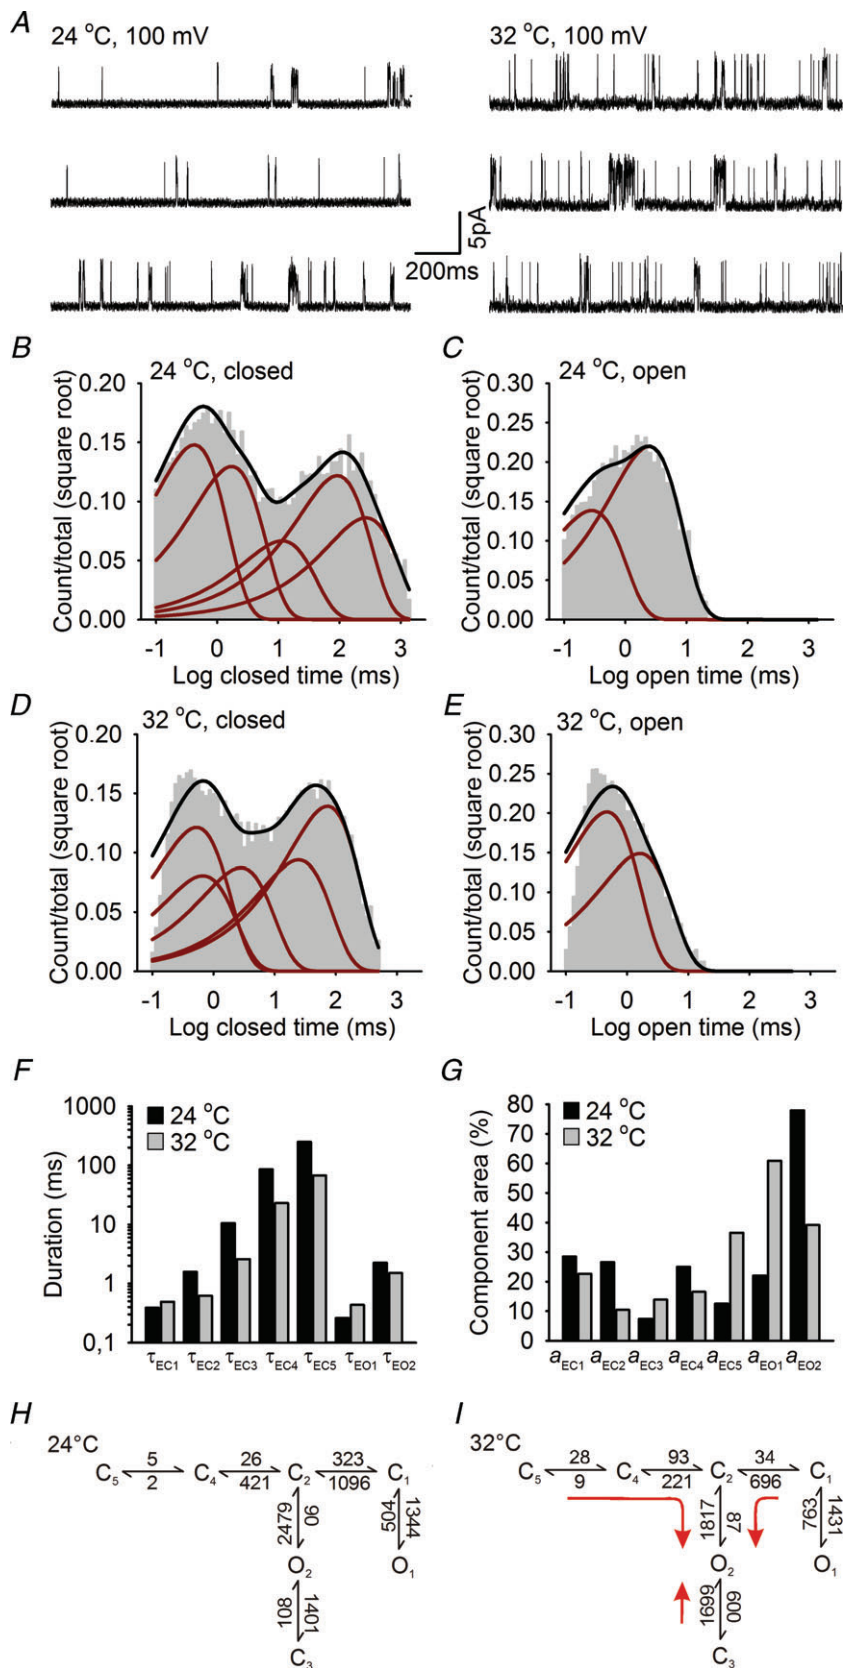 A
24 °C, 100 mV
32 °C, 100 mV
5pA
200ms
B
24 °C, closed
Count/total (square root)
0.20
0.15
0.10
0.05
0.00
-1 0 1 2 3
Log closed time (ms)
C
24 °C, open
Count/total (square root)
0.30
0.25
0.20
0.15
0.10
0.05
0.00
-1 0 1 2 3
Log open time (ms)
D
32 °C, closed
Count/total (square root)
0.20
0.15
0.10
0.05
0.00
-1 0 1 2 3
Log closed time (ms)
E
32 °C, open
Count/total (square root)
0.30
0.25
0.20
0.15
0.10
0.05
0.00
-1 0 1 2 3
Log open time (ms)
F
24 °C
32 °C
Duration (ms)
1000
100
10
1
0,1
τEC1 τEC2 τEC3 τEC4 τEC5 τEO1 τEO2
G
24 °C
32 °C
Component area (%)
80
70
60
50
40
30
20
10
0
aEC1 aEC2 aEC3 aEC4 aEC5 aEO1 aEO2
H
24°C
5 26 323
C5 C4 C2 C1
2 421 1096
2479 90
504 1344
O2 O1
108 1401
C3
I
32°C
28 93 34
C5 C4 C2 C1
9 221 696
1817 87
763 1431
O2 O1
1699 600
C3